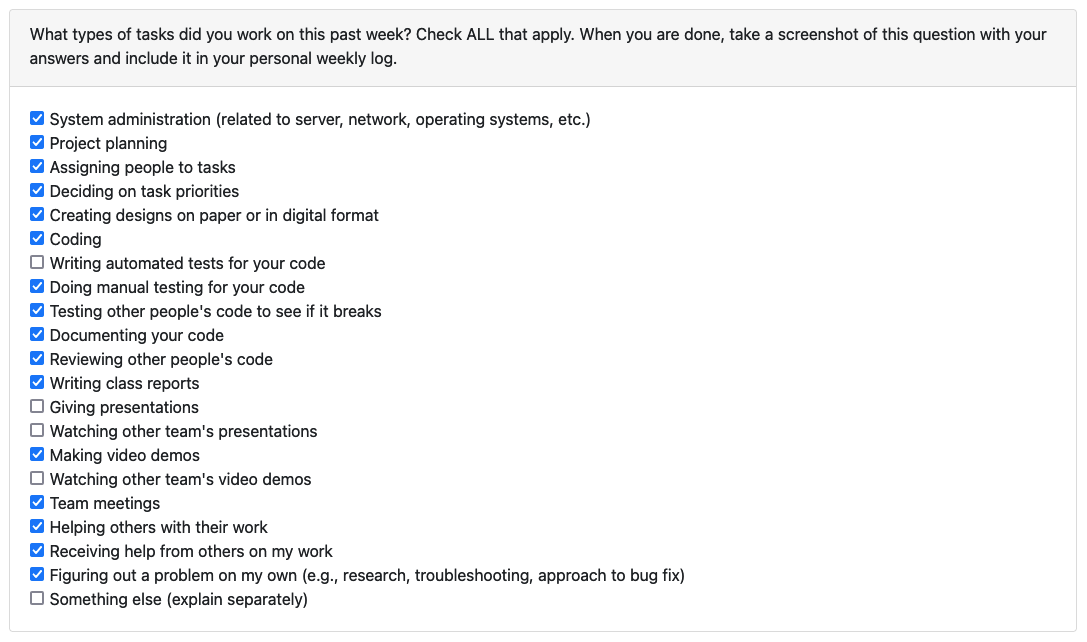 What types of tasks did you work on this past week? Check ALL that apply. When you are done, take a screenshot of this question with your
answers and include it in your personal weekly log.
System administration (related to server, network, operating systems, etc.)
Project planning
Assigning people to tasks
Deciding on task priorities
Creating designs on paper or in digital format
Coding
Writing automated tests for your code
Doing manual testing for your code
Testing other people's code to see if it breaks
Documenting your code
Reviewing other people's code
Writing class reports
Giving presentations
Watching other team's presentations
Making video demos
Watching other team's video demos
Team meetings
Helping others with their work
Receiving help from others on my work
Figuring out a problem on my own (e.g., research, troubleshooting, approach to bug fix)
Something else (explain separately)